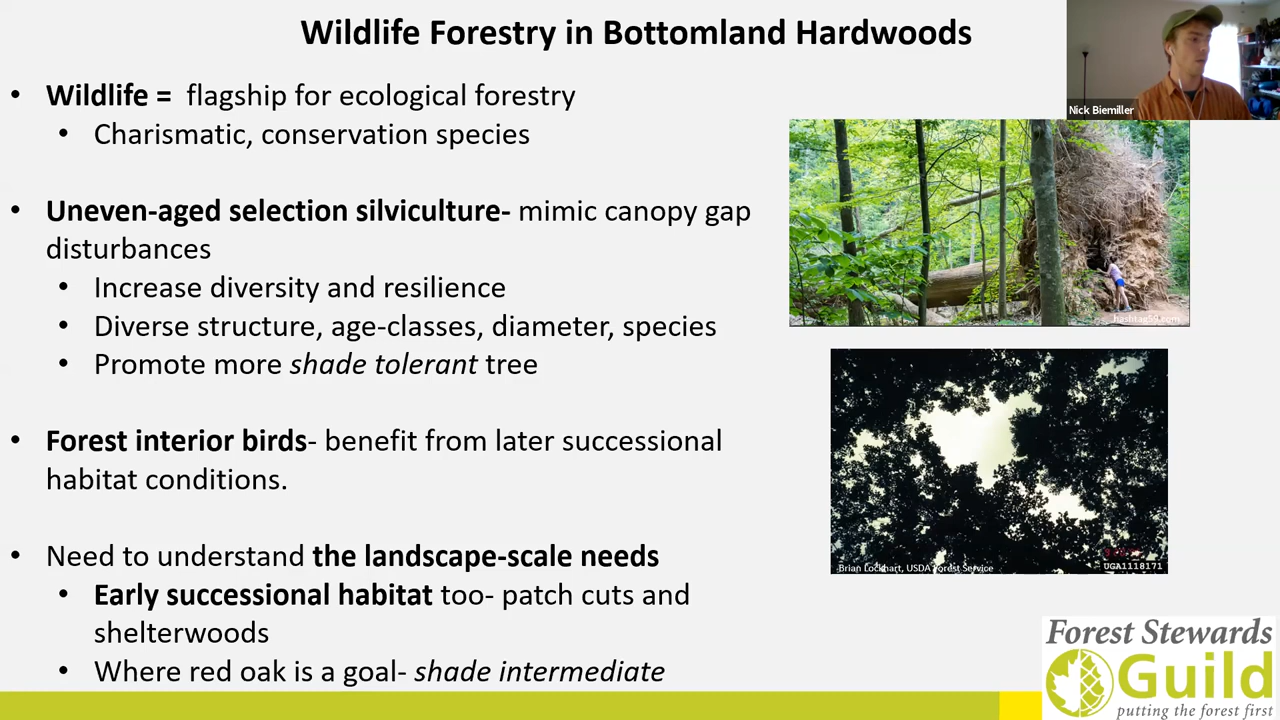 Wildlife Forestry in Bottomland Hardwoods
• Wildlife = flagship for ecological forestry
• Charismatic, conservation species
• Uneven-aged selection silviculture- mimic canopy gap
disturbances
• Increase diversity and resilience
• Diverse structure, age-classes, diameter, species
• Promote more shade tolerant tree
• Forest interior birds- benefit from later successional
habitat conditions.
• Need to understand the landscape-scale needs
• Early successional habitat too- patch cuts and
shelterwoods
• Where red oak is a goal- shade intermediate
Nick Biemiller
hashtag59.com
Brian Lockhart, USDA Forest Service
UGA1118171
Forest Stewards
Guild
putting the forest first